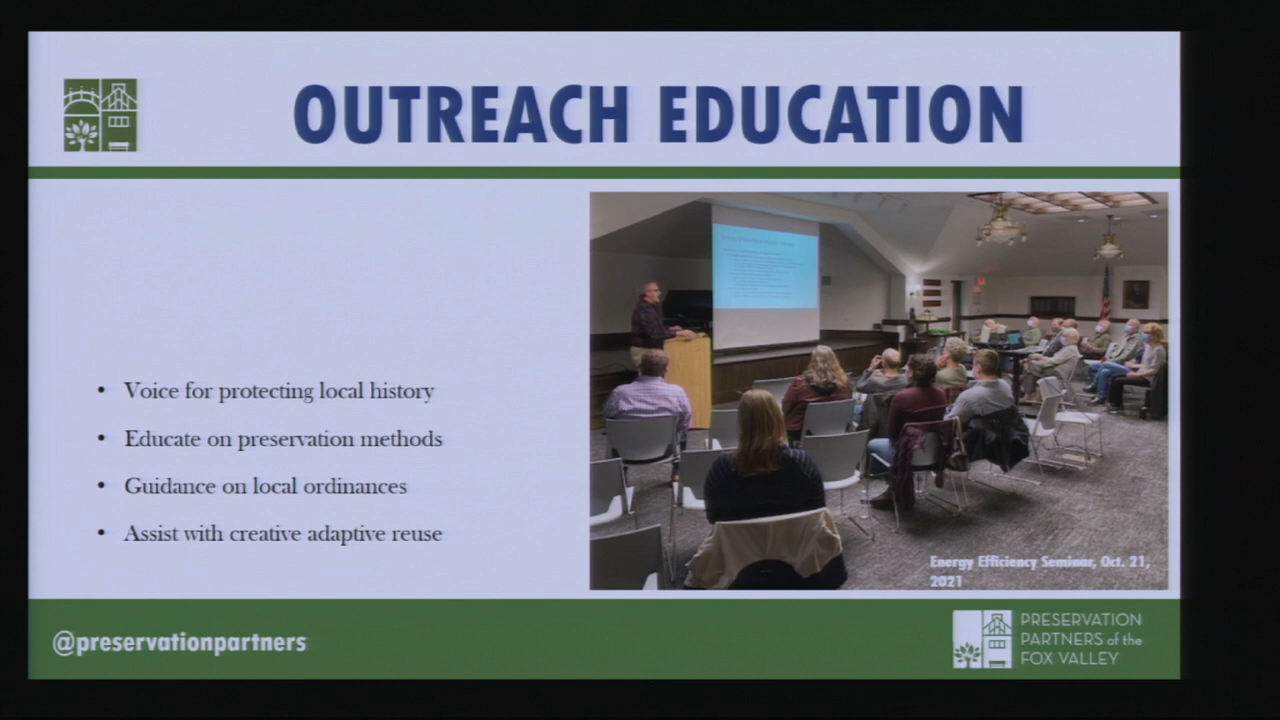 OUTREACH EDUCATION
• Voice for protecting local history
• Educate on preservation methods
• Guidance on local ordinances
• Assist with creative adaptive reuse
Energy Efficiency Seminar, Oct. 21,
2021
@preservationpartners
PRESERVATION
PARTNERS of the
FOX VALLEY